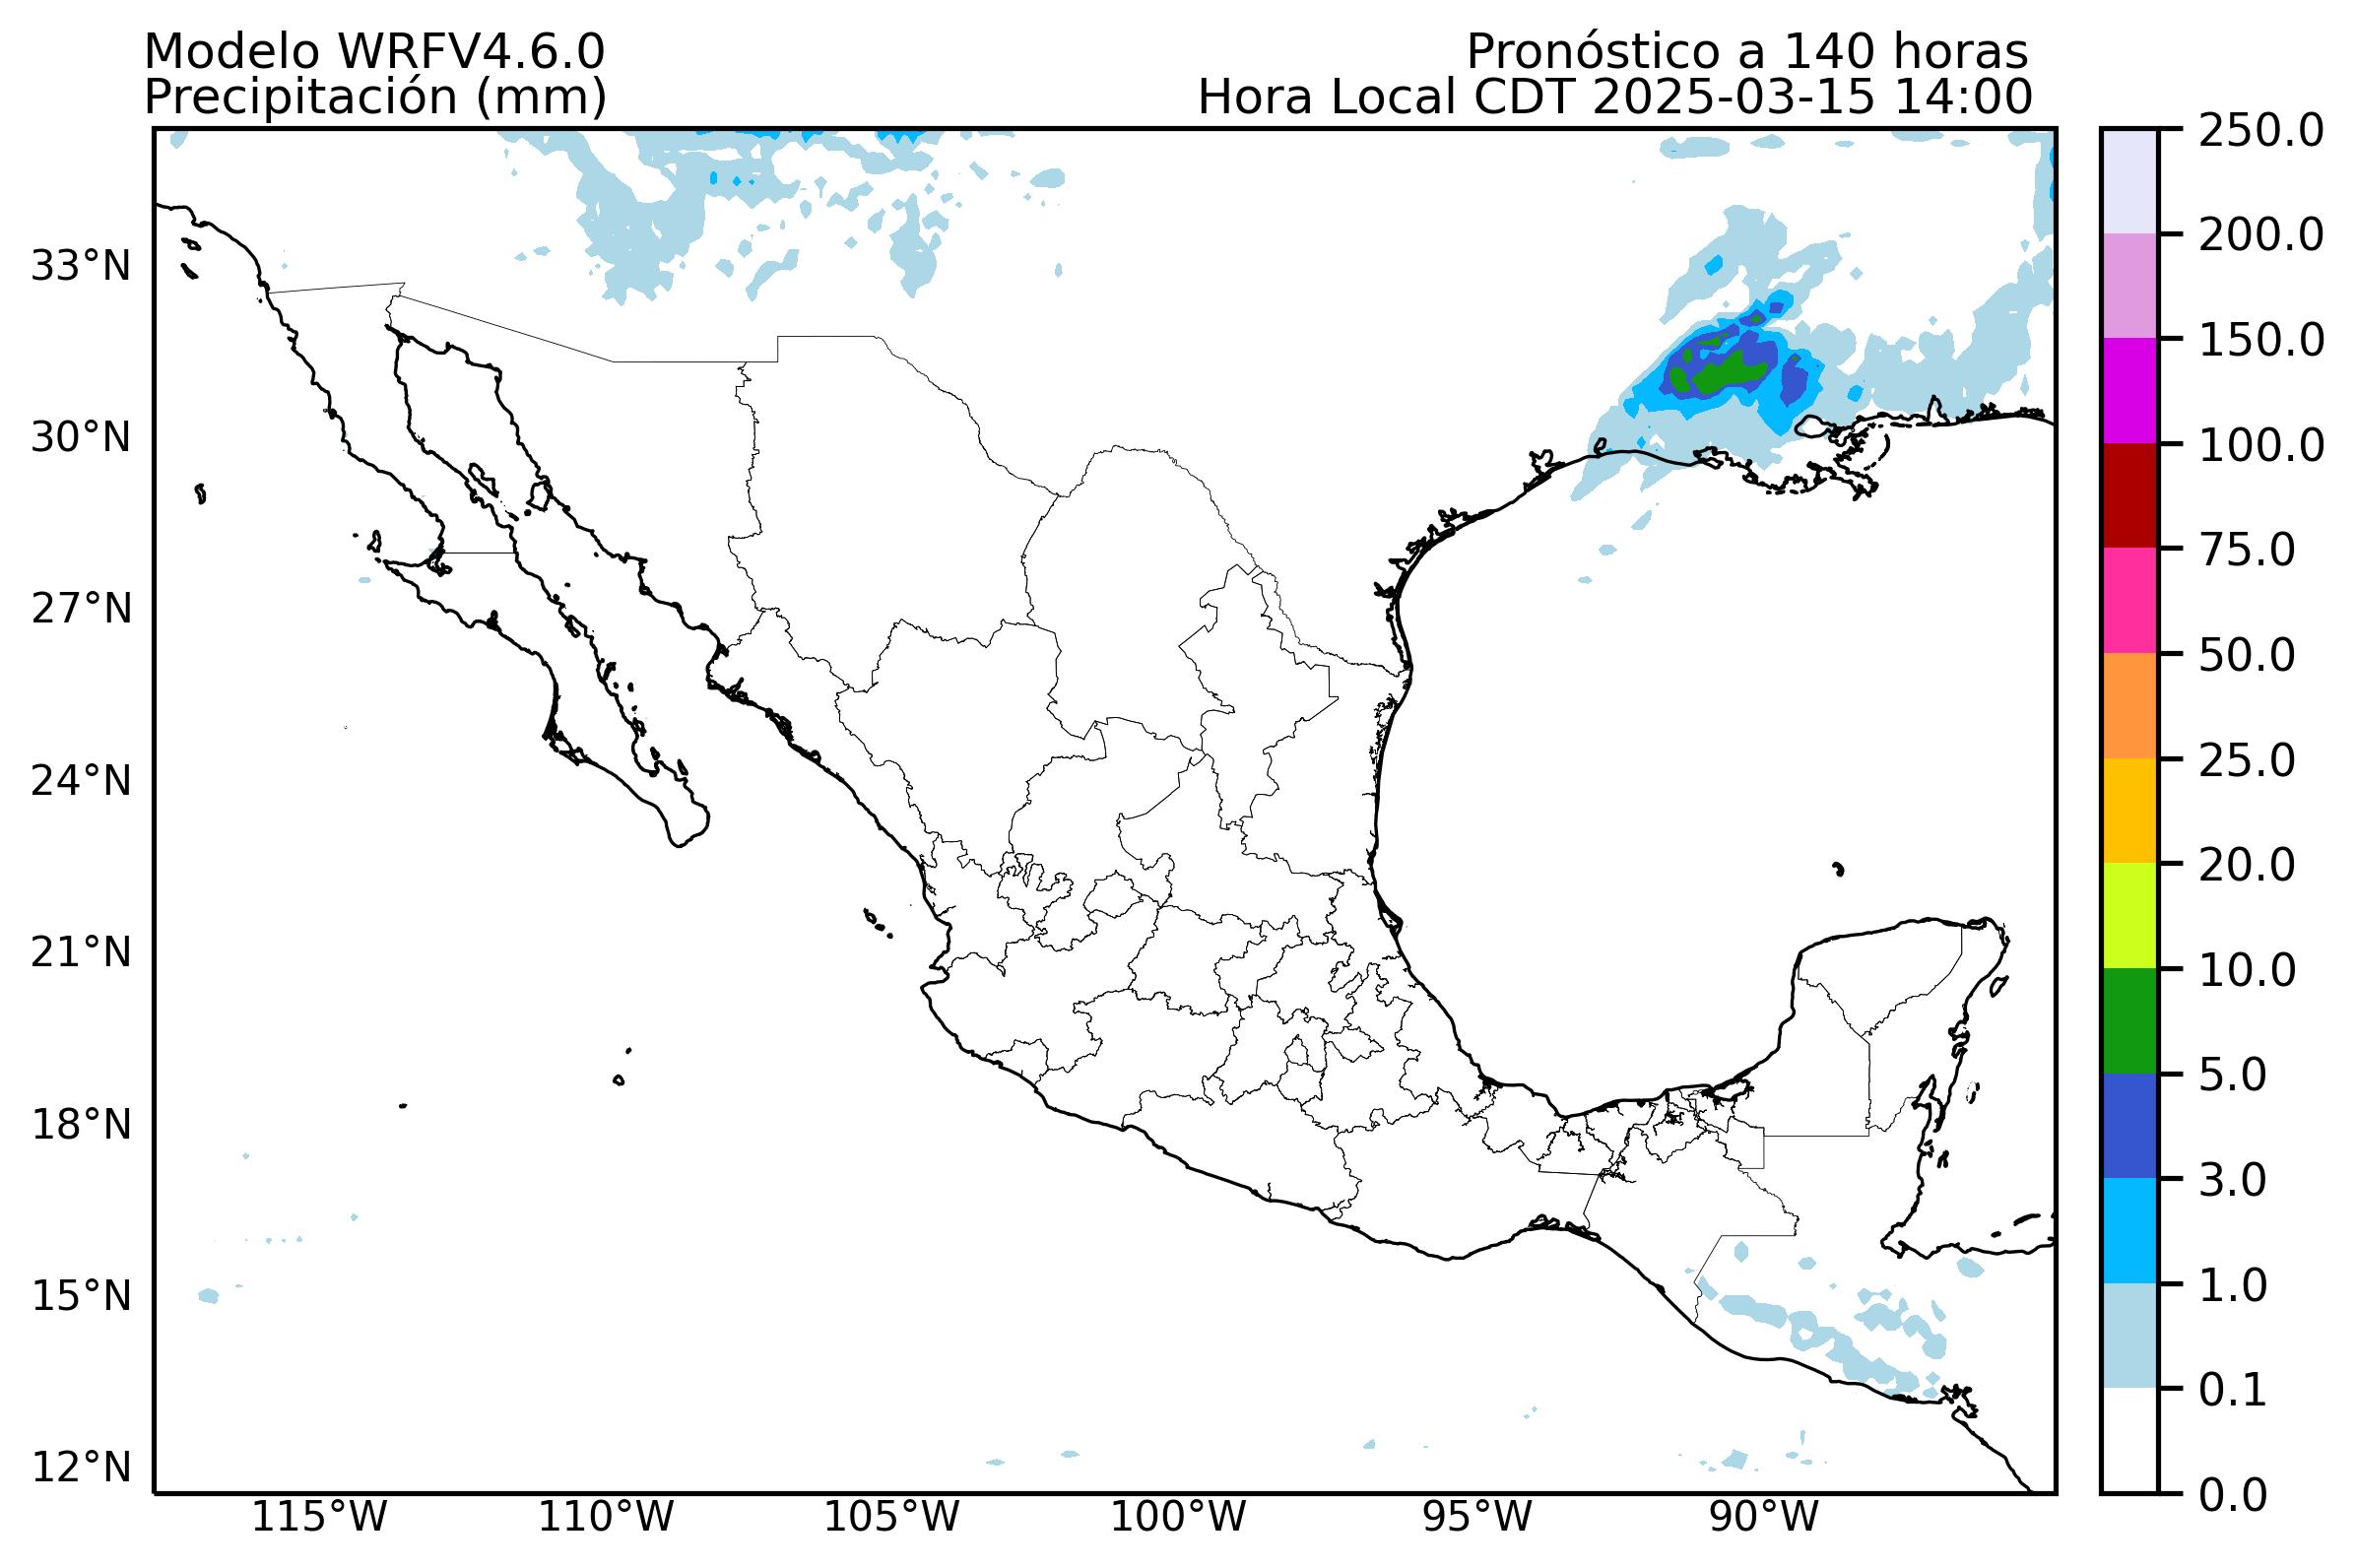 Modelo WRFV4.6.0
Pronóstico a 140 horas
Precipitación (mm)
Hora Local CDT 2025-03-15 14:00
33°N
30°N
27°N
24°N
21°N
18°N
15°N
12°N
115°W
110°W
105°W
100°W
95°W
90°W
250.0
200.0
150.0
100.0
75.0
50.0
25.0
20.0
10.0
5.0
3.0
1.0
0.1
0.0